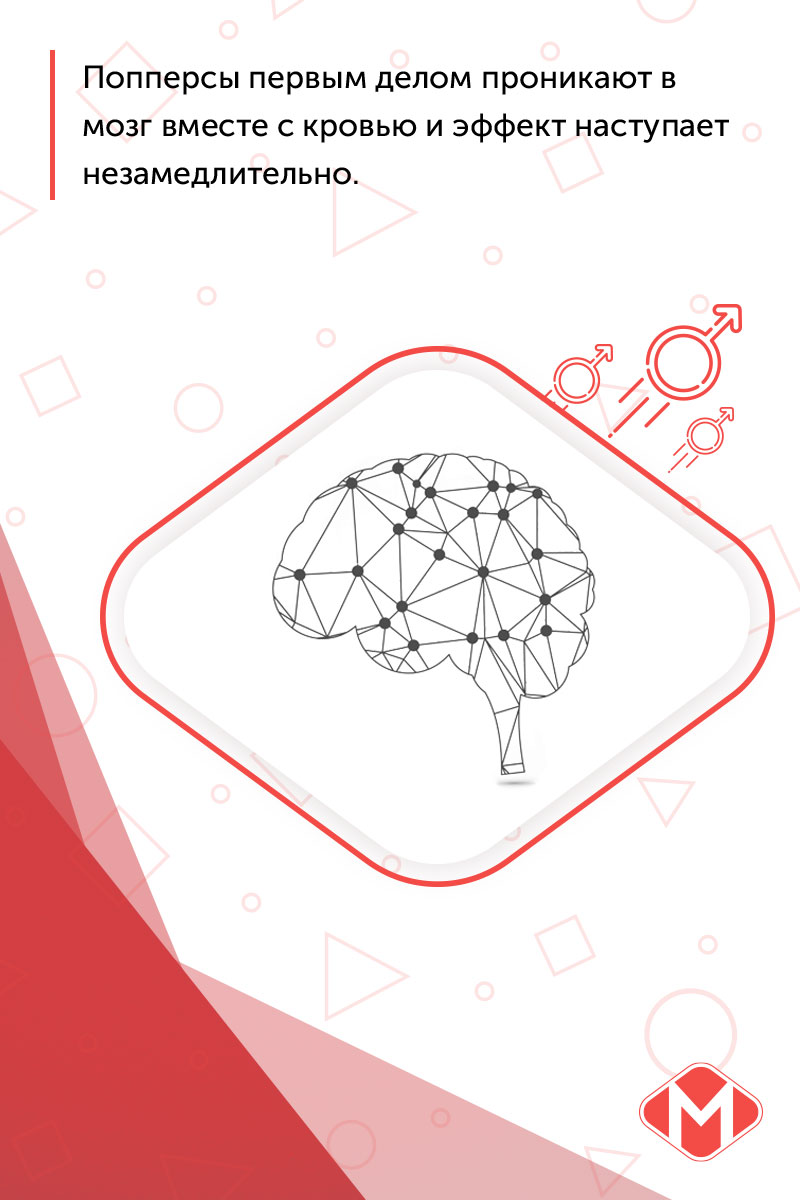 Попперсы первым делом проникают в
мозг вместе с кровью и эффект наступает
незамедлительно.
M